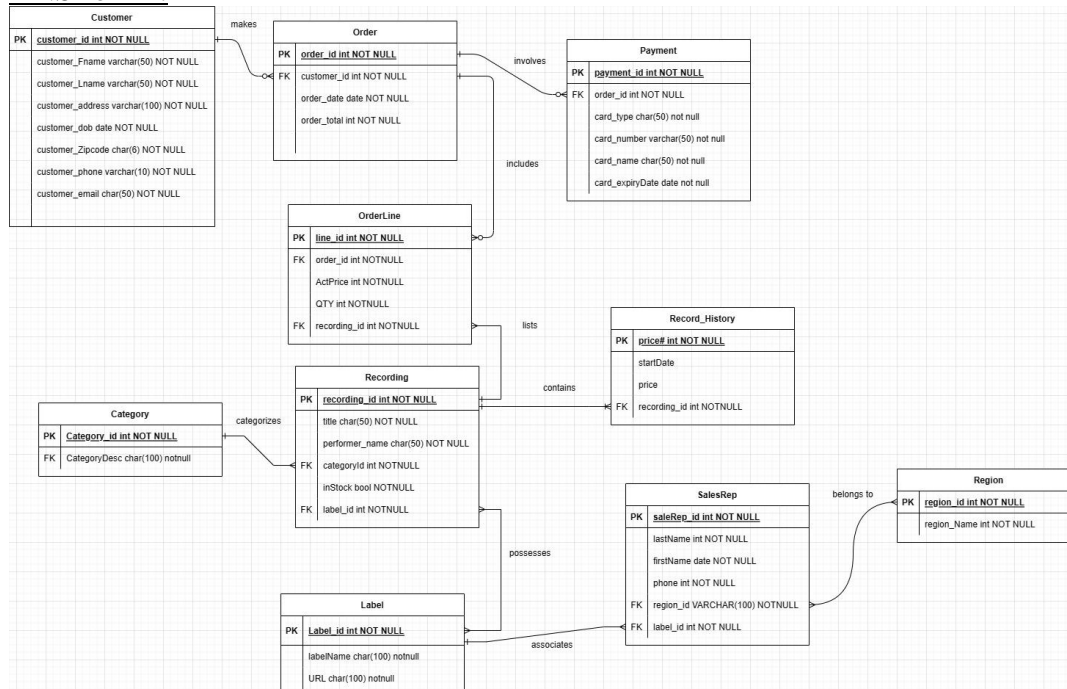 Customer
PK customer_id int NOT NULL
customer_Fname varchar(50) NOT NULL
customer_Lname varchar(50) NOT NULL
customer_address varchar(100) NOT NULL
customer_dob date NOT NULL
customer_Zipcode char(6) NOT NULL
customer_phone varchar(10) NOT NULL
customer_email char(50) NOT NULL
makes
Order
PK order_id int NOT NULL
FK customer_id int NOT NULL
order_date date NOT NULL
order_total int NOT NULL
involves
Payment
PK payment_id int NOT NULL
FK order_id int NOT NULL
card_type char(50) not null
card_number varchar(50) not null
card_name char(50) not null
card_expiryDate date not null
includes
OrderLine
PK line_id int NOT NULL
FK order_id int NOTNULL
ActPrice int NOTNULL
QTY int NOTNULL
FK recording_id int NOTNULL
lists
Record_History
PK price# int NOT NULL
startDate
price
FK recording_id int NOTNULL
contains
Recording
PK recording_id int NOT NULL
title char(50) NOT NULL
performer_name char(50) NOT NULL
FK categoryId int NOTNULL
inStock bool NOTNULL
FK label_id int NOTNULL
categorizes
Category
PK Category_id int NOT NULL
FK CategoryDesc char(100) notnull
possesses
SalesRep
PK saleRep_id int NOT NULL
lastName int NOT NULL
firstName date NOT NULL
phone int NOT NULL
FK region_id VARCHAR(100) NOTNULL
FK label_id int NOT NULL
belongs to
Region
PK region_id int NOT NULL
region_Name int NOT NULL
Label
PK Label_id int NOT NULL
labelName char(100) notnull
URL char(100) notnull
associates